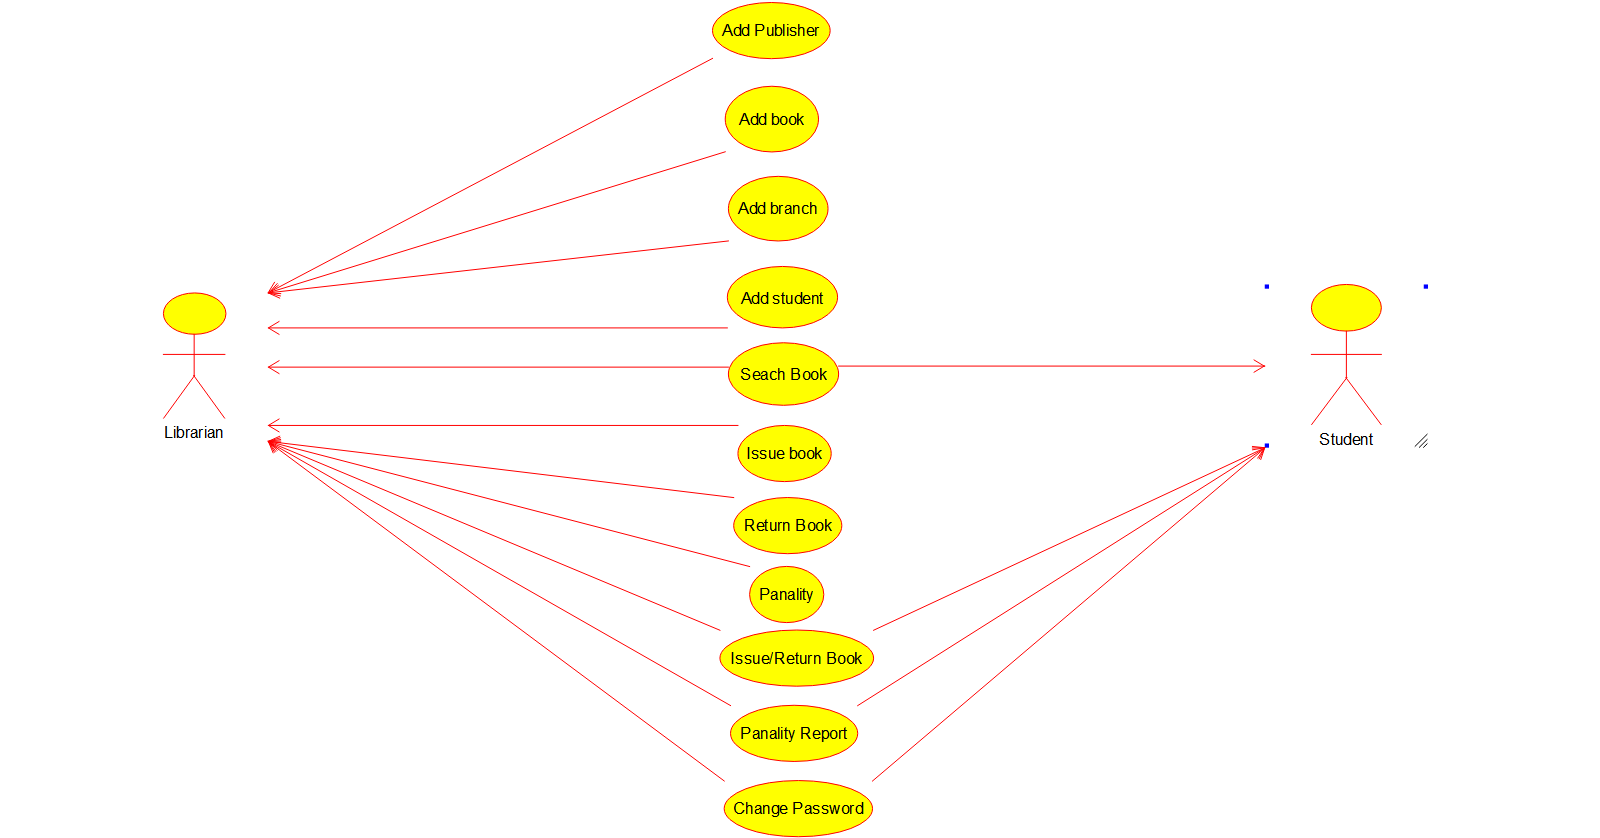 Add Publisher
Add book
Add branch
Add student
Seach Book
Issue book
Librarian
Student
Return Book
Panality
Issue/Return Book
Panality Report
Change Password